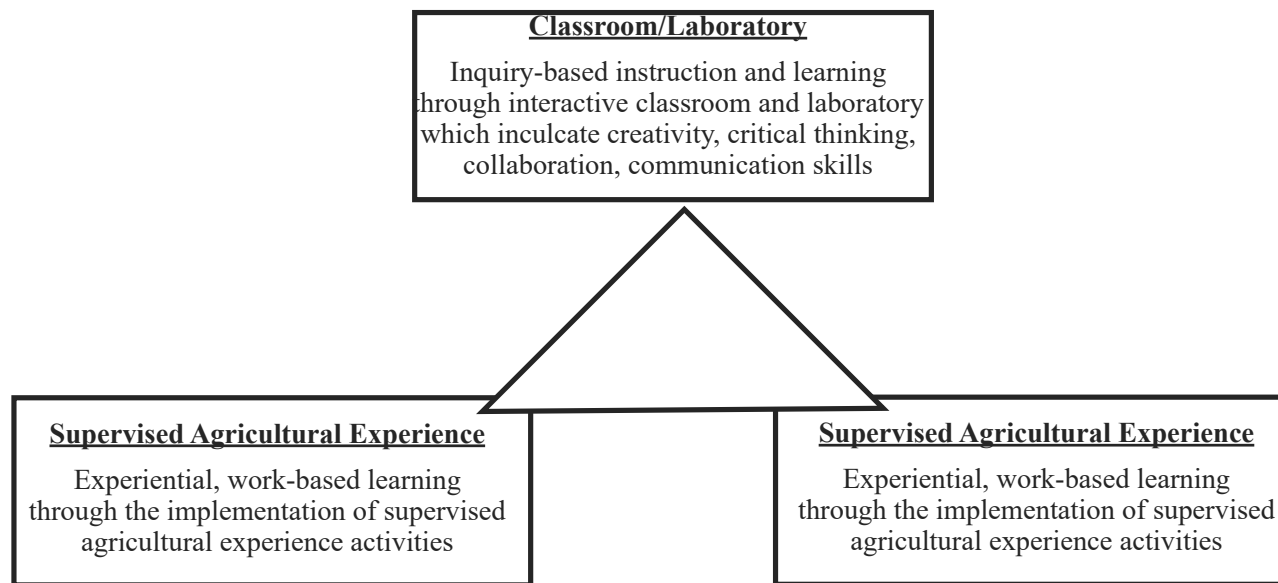 Classroom/Laboratory
Inquiry-based instruction and learning
through interactive classroom and laboratory
which inculcate creativity, critical thinking,
collaboration, communication skills
Supervised Agricultural Experience
Experiential, work-based learning
through the implementation of supervised
agricultural experience activities
Supervised Agricultural Experience
Experiential, work-based learning
through the implementation of supervised
agricultural experience activities